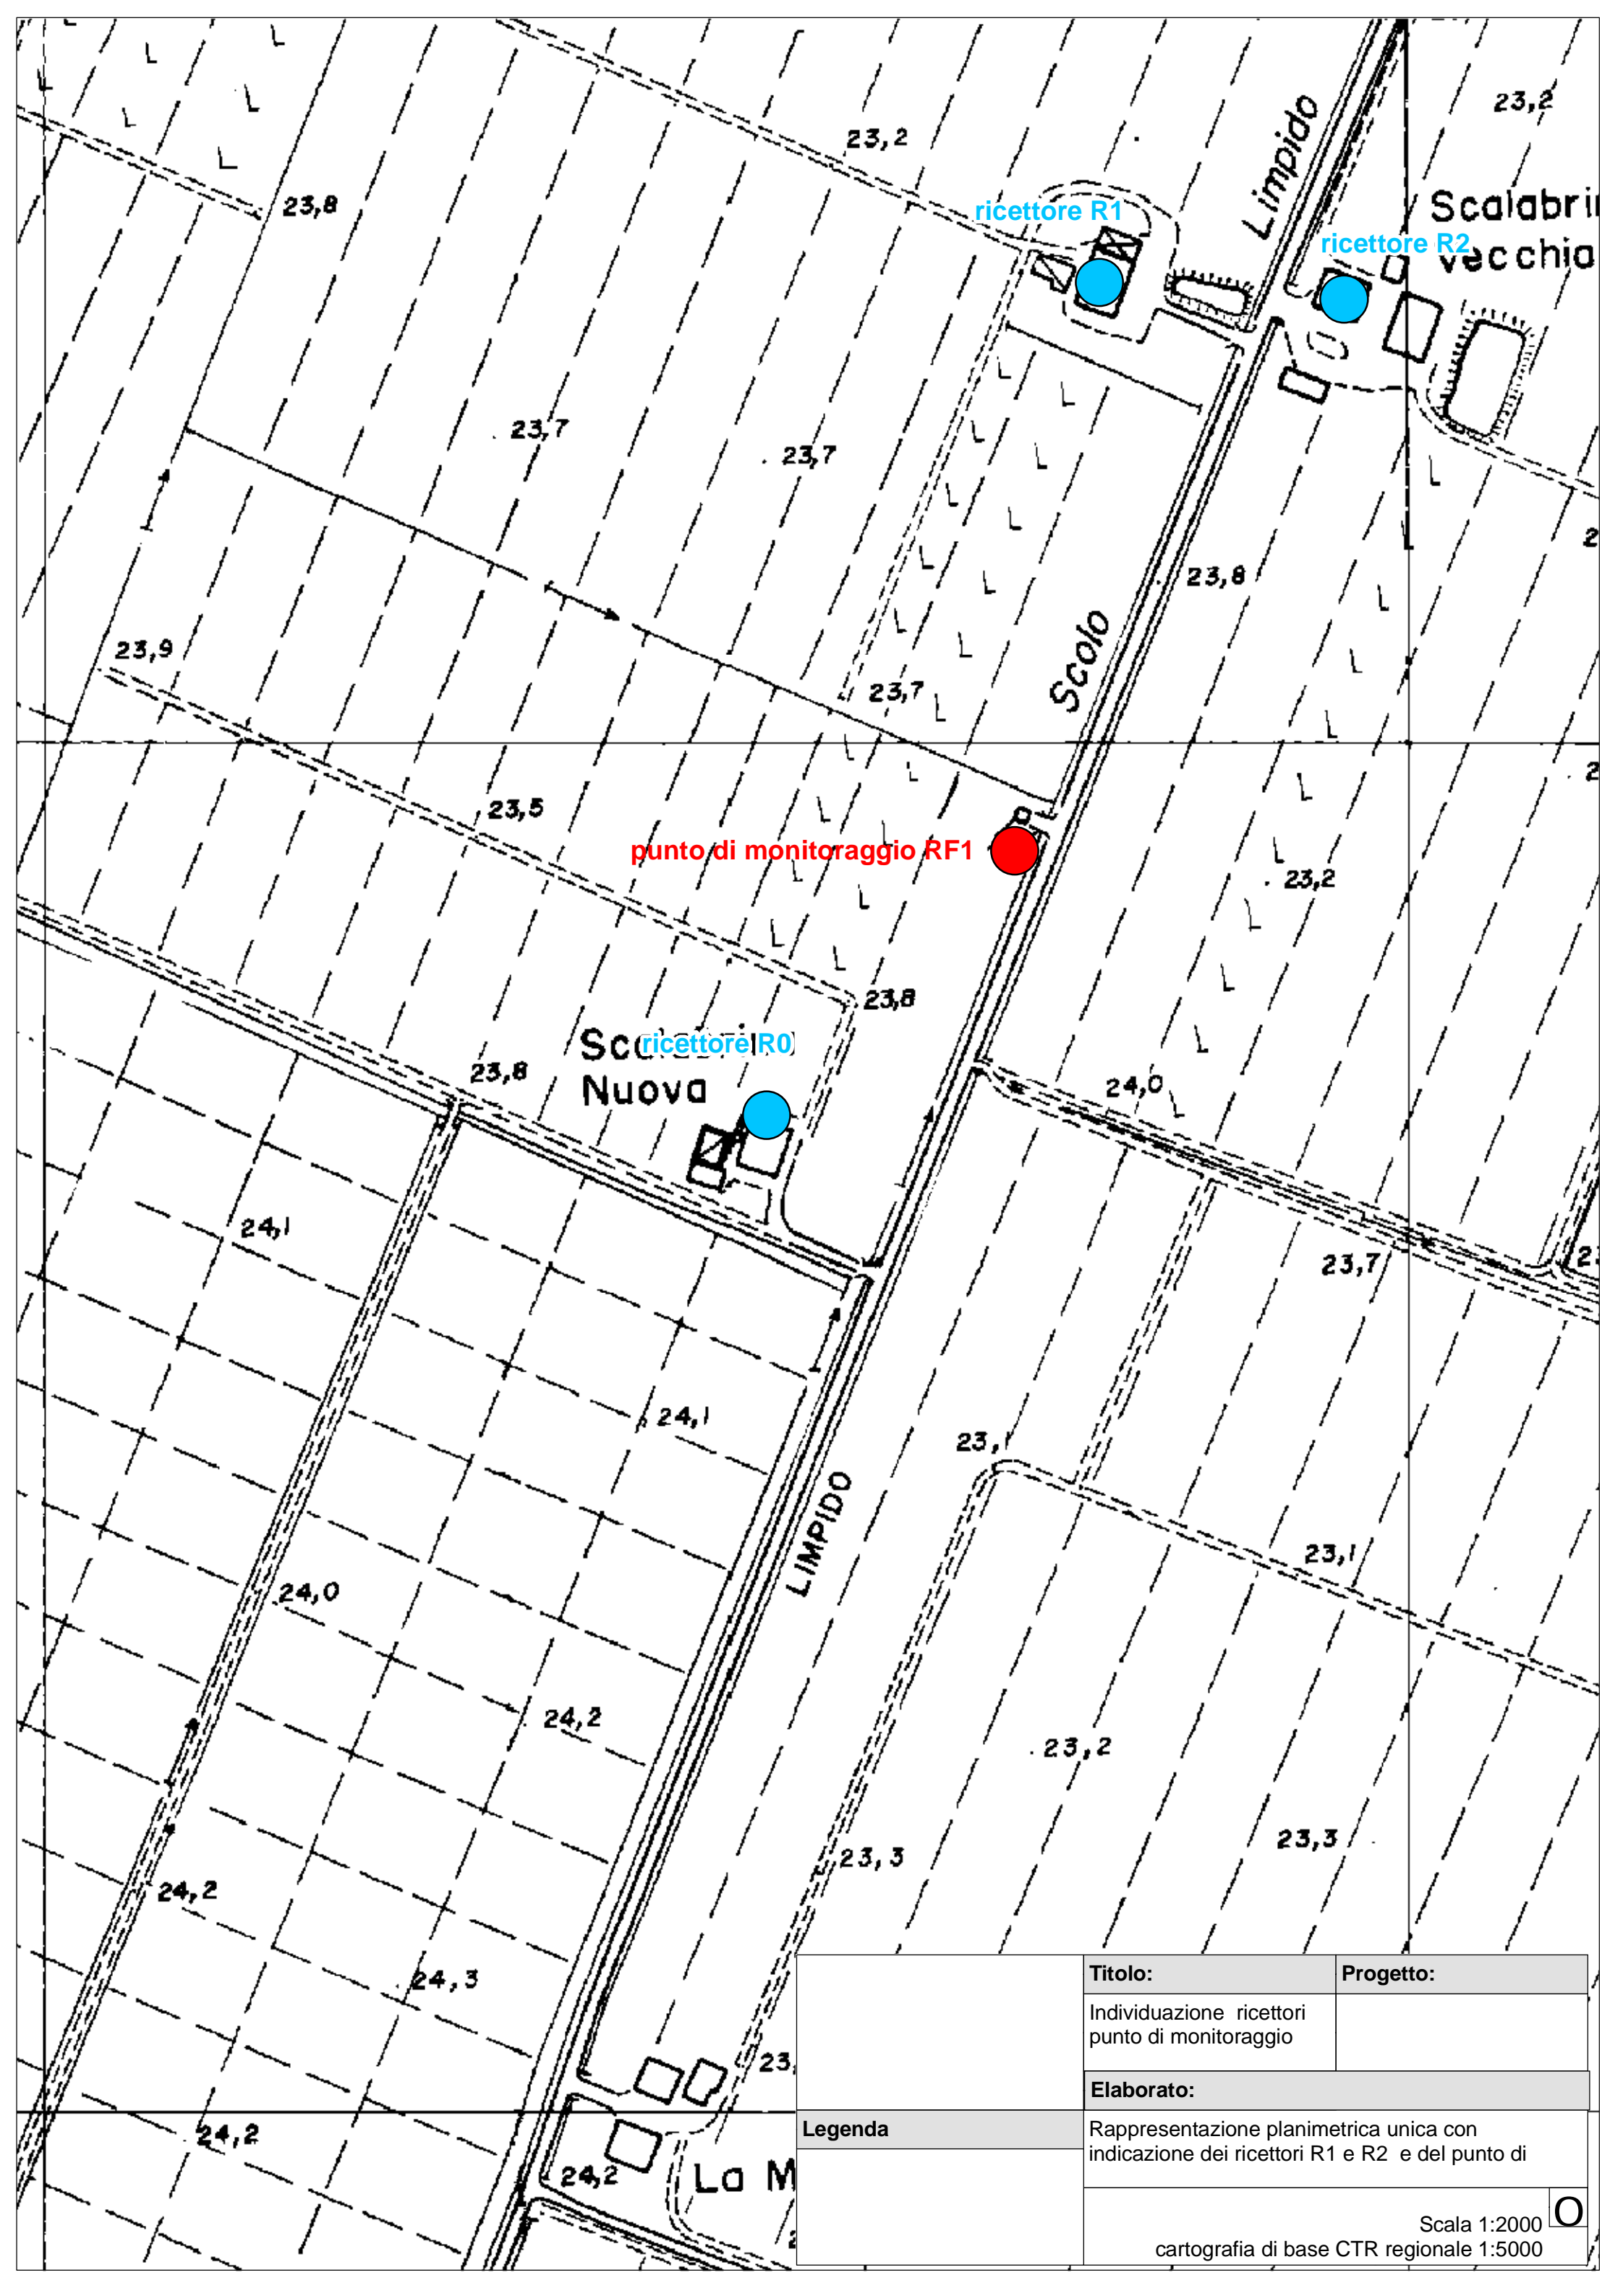 23,2
Limpido
23,2
23,8
ricettore R1
ricettore R2
Vecchia
23,7
23,7
23,8
Scolo
23,9
23,7
23,5
punto di monitoraggio RF1
23,2
23,8
ricettore R0
Nuova
23,8
24,0
24,1
23,7
24,1
23,1
LIMPIDO
24,0
24,2
23,2
23,3
23,3
24,2
24,3
24,2
24,2
La M
Titolo:
Progetto:
Individuazione ricettori
punto di monitoraggio
Elaborato:
Legenda
Rappresentazione planimetrica unica con
indicazione dei ricettori R1 e R2 e del punto di
O
Scala 1:2000
cartografia di base CTR regionale 1:5000